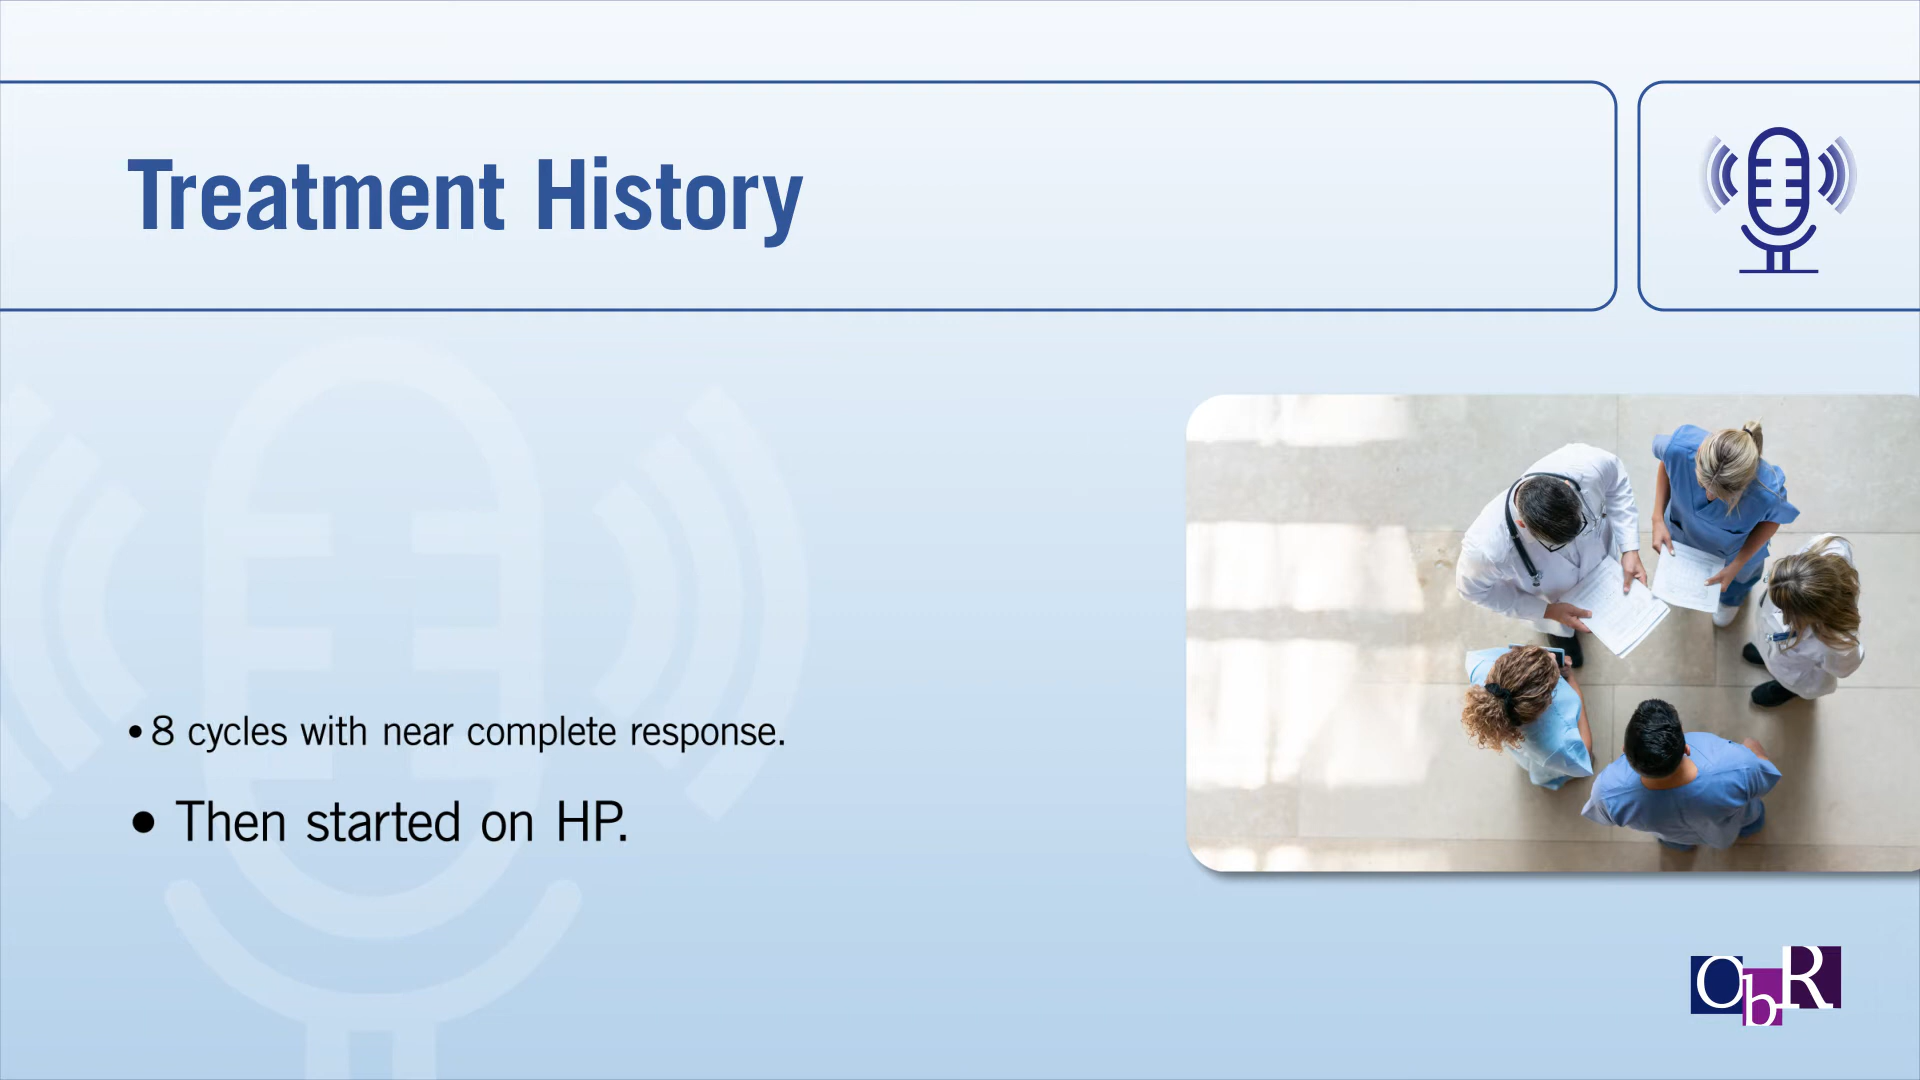 Treatment History
• 8 cycles with near complete response.
• Then started on HP.
ObR